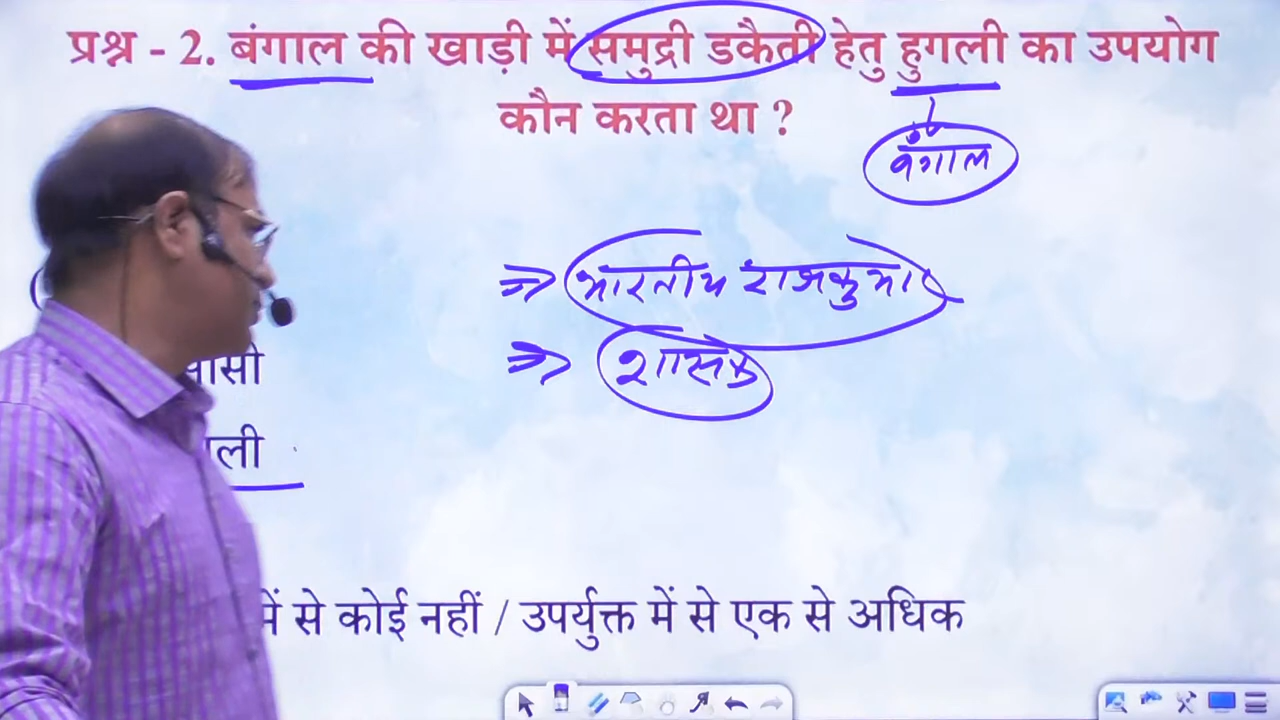 प्रश्न - 2. बंगाल की खाड़ी में समुद्री डकैती हेतु हुगली का उपयोग
कौन करता था ?
बंगाल
⇒ भारतीय राजकुमार
⇒ शासक
में से कोई नहीं / उपर्युक्त में से एक से अधिक